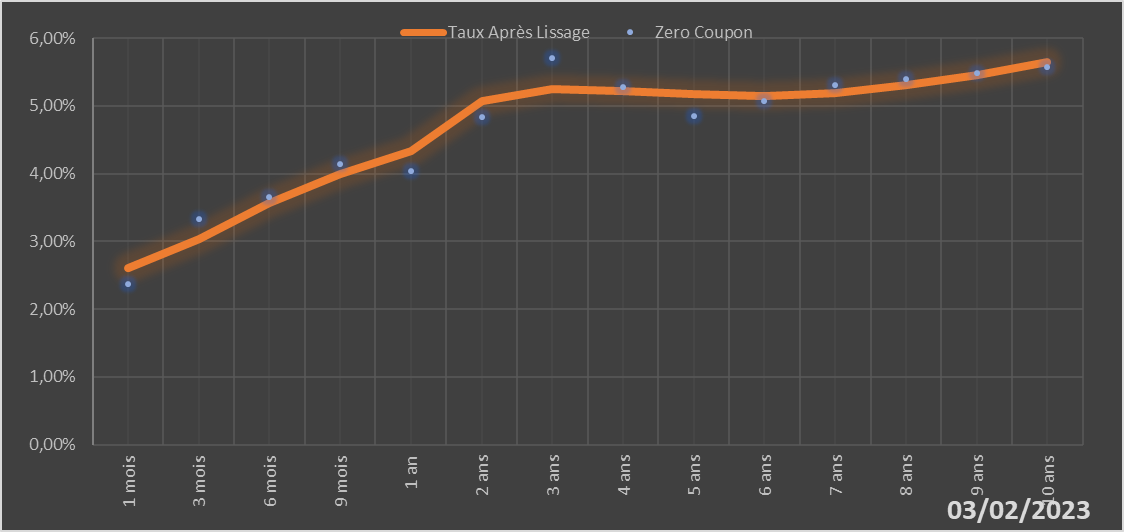 Taux Après Lissage
Zero Coupon
6,00%
5,00%
4,00%
3,00%
2,00%
1,00%
0,00%
1 mois
3 mois
6 mois
9 mois
1 an
2 ans
3 ans
4 ans
5 ans
6 ans
7 ans
8 ans
9 ans
10 ans
03/02/2023